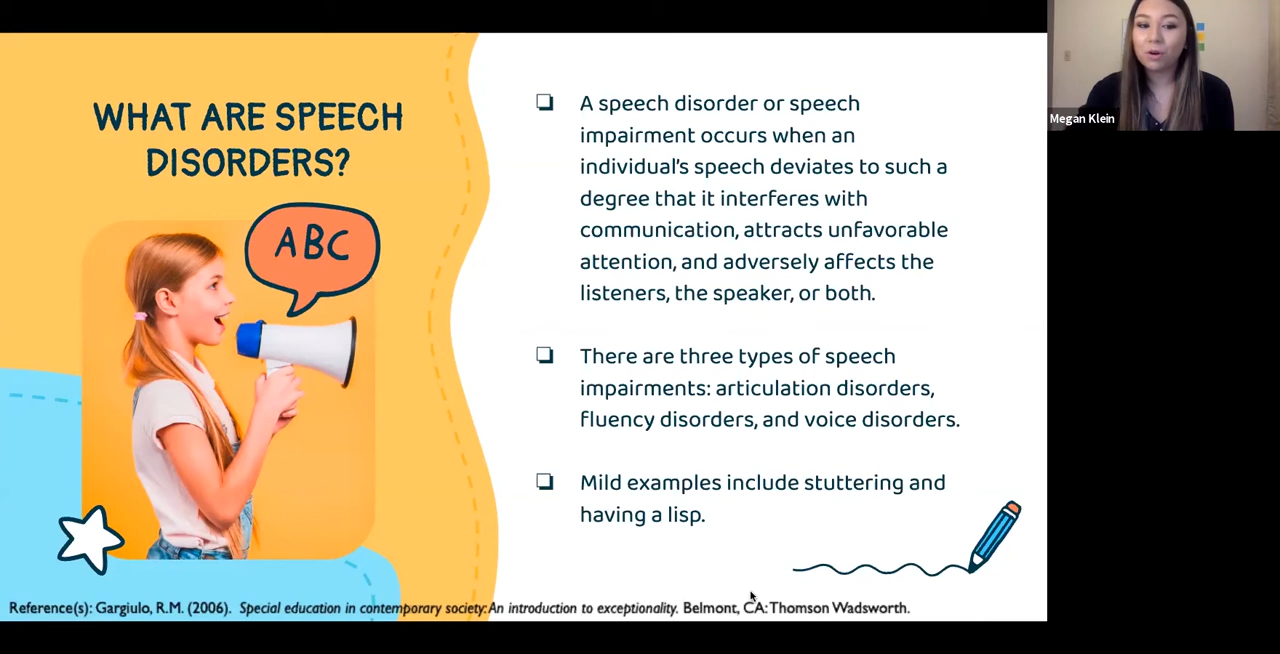 WHAT ARE SPEECH
DISORDERS?
ABC
❏ A speech disorder or speech
impairment occurs when an
individual's speech deviates to such a
degree that it interferes with
communication, attracts unfavorable
attention, and adversely affects the
listeners, the speaker, or both.
❏ There are three types of speech
impairments: articulation disorders,
fluency disorders, and voice disorders.
❏ Mild examples include stuttering and
having a lisp.
Reference(s): Gargiulo, R.M. (2006). Special education in contemporary society: An introduction to exceptionality. Belmont, CA: Thomson Wadsworth.
Megan Klein